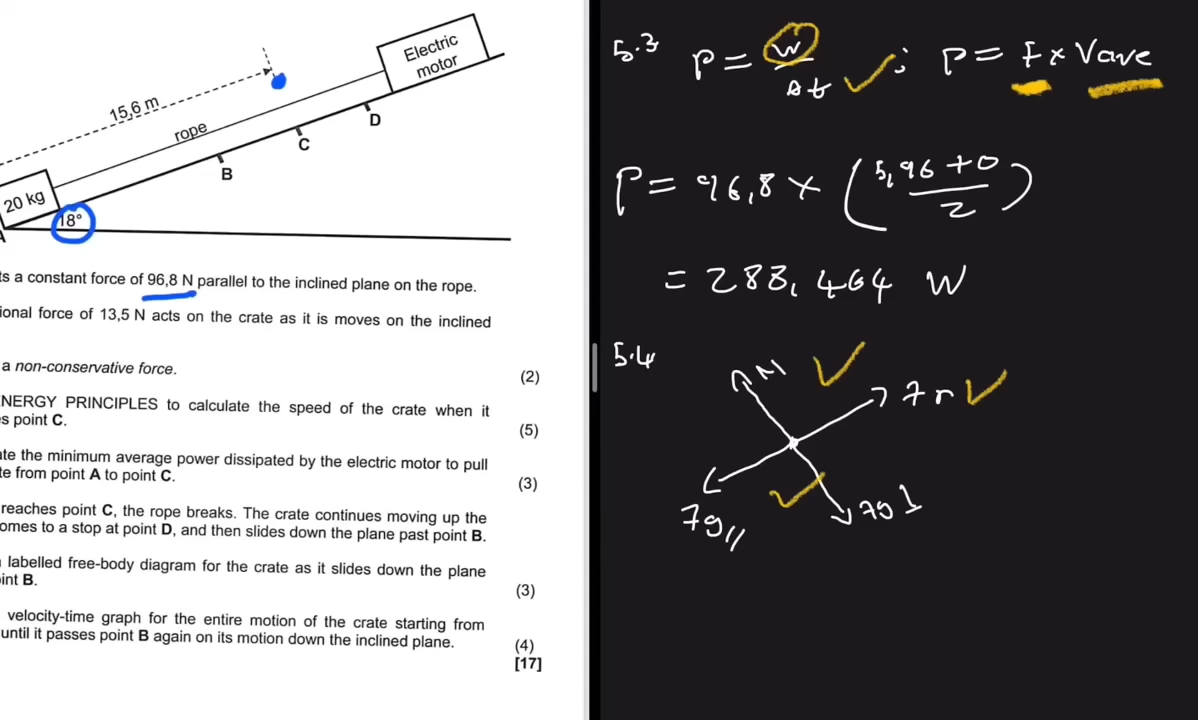 Electric
motor
15,6 m
rope
D
C
B
20 kg
18°
A
ts a constant force of 96,8 N parallel to the inclined plane on the rope.
ional force of 13,5 N acts on the crate as it is moves on the inclined
a non-conservative force.
(2)
NERGY PRINCIPLES to calculate the speed of the crate when it
s point C.
(5)
te the minimum average power dissipated by the electric motor to pull
te from point A to point C.
(3)
reaches point C, the rope breaks. The crate continues moving up the
omes to a stop at point D, and then slides down the plane past point B.
labelled free-body diagram for the crate as it slides down the plane
int B.
(3)
velocity-time graph for the entire motion of the crate starting from
until it passes point B again on its motion down the inclined plane.
(4)
[17]
5.3 P = W/Δt ; P = F x Vave
P = 96,8 x (5,96 + 0 / 2)
= 288,464 W
5.4
N
Fr
Fg//
Fg⊥